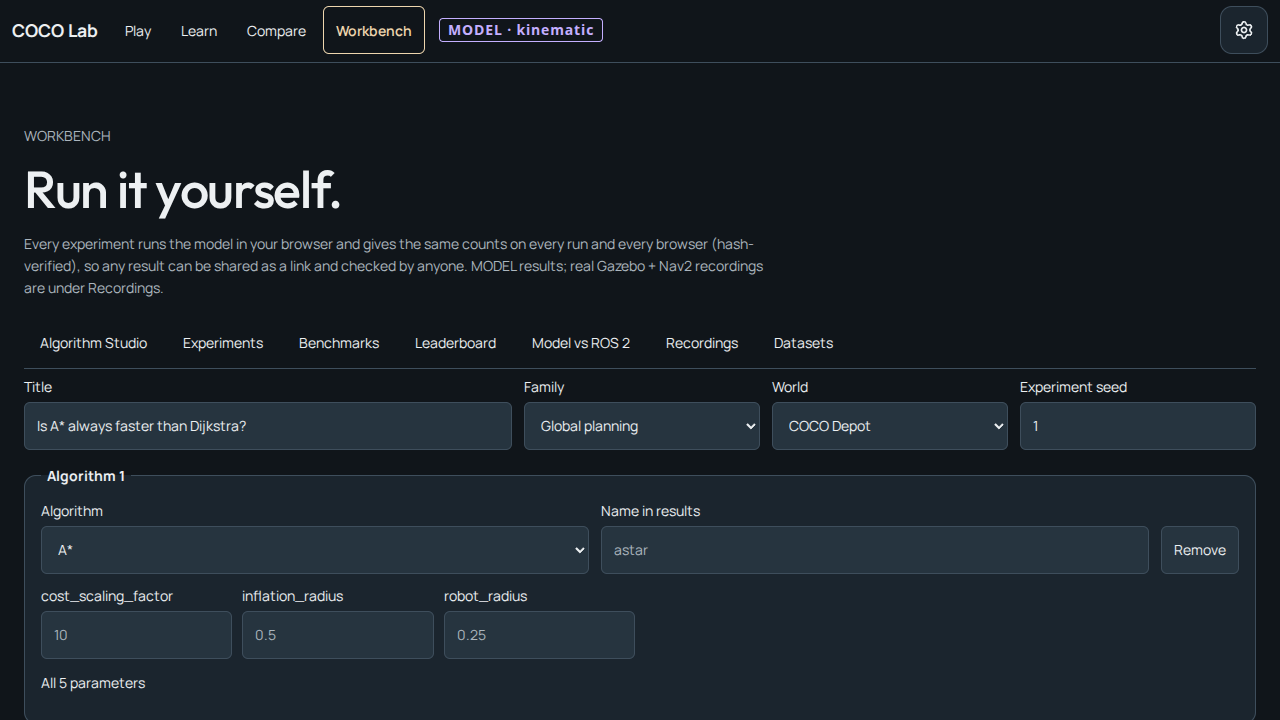 COCO Lab Play Learn Compare Workbench MODEL · kinematic
WORKBENCH
Run it yourself.
Every experiment runs the model in your browser and gives the same counts on every run and every browser (hash-
verified), so any result can be shared as a link and checked by anyone. MODEL results; real Gazebo + Nav2 recordings
are under Recordings.
Algorithm Studio Experiments Benchmarks Leaderboard Model vs ROS 2 Recordings Datasets
Title Family World Experiment seed
Is A* always faster than Dijkstra? Global planning COCO Depot 1
Algorithm 1
Algorithm Name in results
A* astar Remove
cost_scaling_factor inflation_radius robot_radius
10 0.5 0.25
All 5 parameters